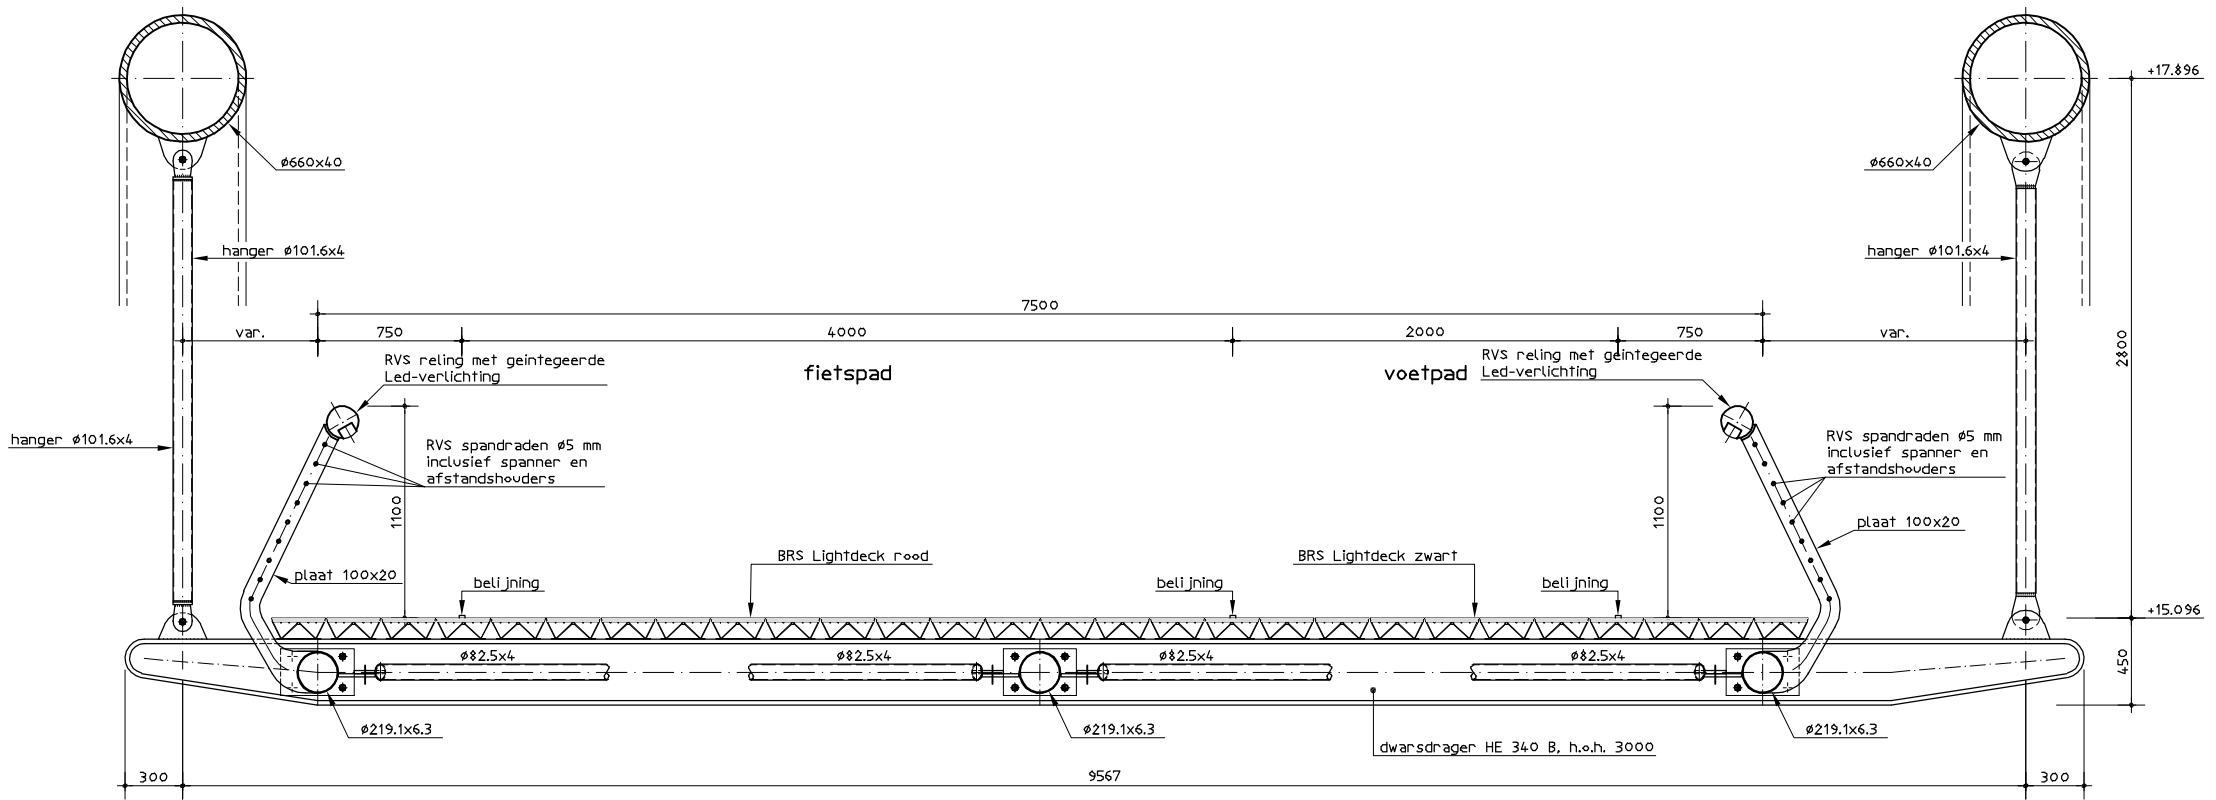 +17.896
+17.896
ø660x40
ø660x40
hanger ø101.6x4
hanger ø101.6x4
7500
var.
750
4000
2000
750
var.
2800
RVS reling met geintegeerde
Led-verlichting
fietspad
voetpad
RVS reling met geintegeerde
Led-verlichting
hanger ø101.6x4
RVS spandraden ø5 mm
inclusief spanner en
afstandshouders
1100
1100
RVS spandraden ø5 mm
inclusief spanner en
afstandshouders
plaat 100x20
plaat 100x20
BRS Lightdeck rood
BRS Lightdeck zwart
belijning
belijning
belijning
+15.096
ø82.5x4
ø82.5x4
ø82.5x4
ø82.5x4
450
ø219.1x6.3
ø219.1x6.3
ø219.1x6.3
dwarsdrager HE 340 B, h.o.h. 3000
300
9567
300